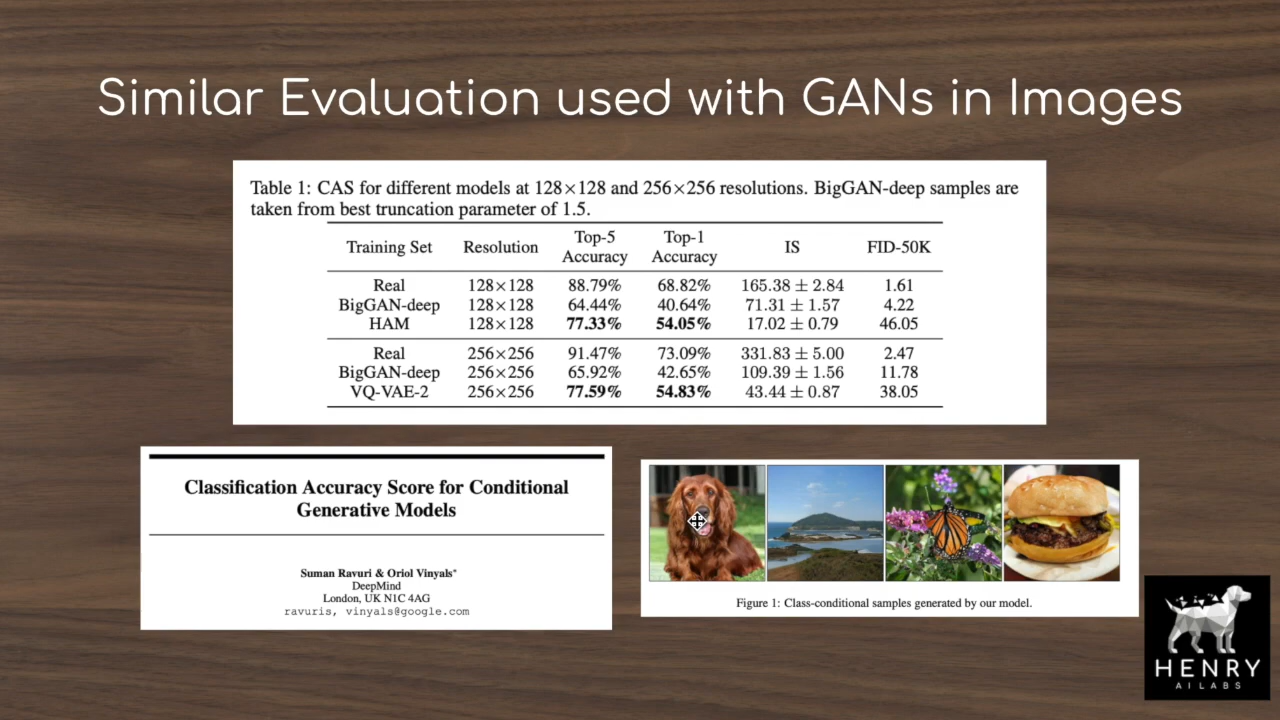 Similar Evaluation used with GANs in Images
Table 1: CAS for different models at 128×128 and 256×256 resolutions. BigGAN-deep samples are
taken from best truncation parameter of 1.5.
Training Set Resolution Top-5 Accuracy Top-1 Accuracy IS FID-50K
Real 128×128 88.79% 68.82% 165.38 ± 2.84 1.61
BigGAN-deep 128×128 64.44% 40.64% 71.31 ± 1.57 4.22
HAM 128×128 77.33% 54.05% 17.02 ± 0.79 46.05
Real 256×256 91.47% 73.09% 331.83 ± 5.00 2.47
BigGAN-deep 256×256 65.92% 42.65% 109.39 ± 1.56 11.78
VQ-VAE-2 256×256 77.59% 54.83% 43.44 ± 0.87 38.05
Classification Accuracy Score for Conditional
Generative Models
Suman Ravuri & Oriol Vinyals*
DeepMind
London, UK N1C 4AG
ravuris, vinyals@google.com
Figure 1: Class-conditional samples generated by our model.
HENRY
AI LABS